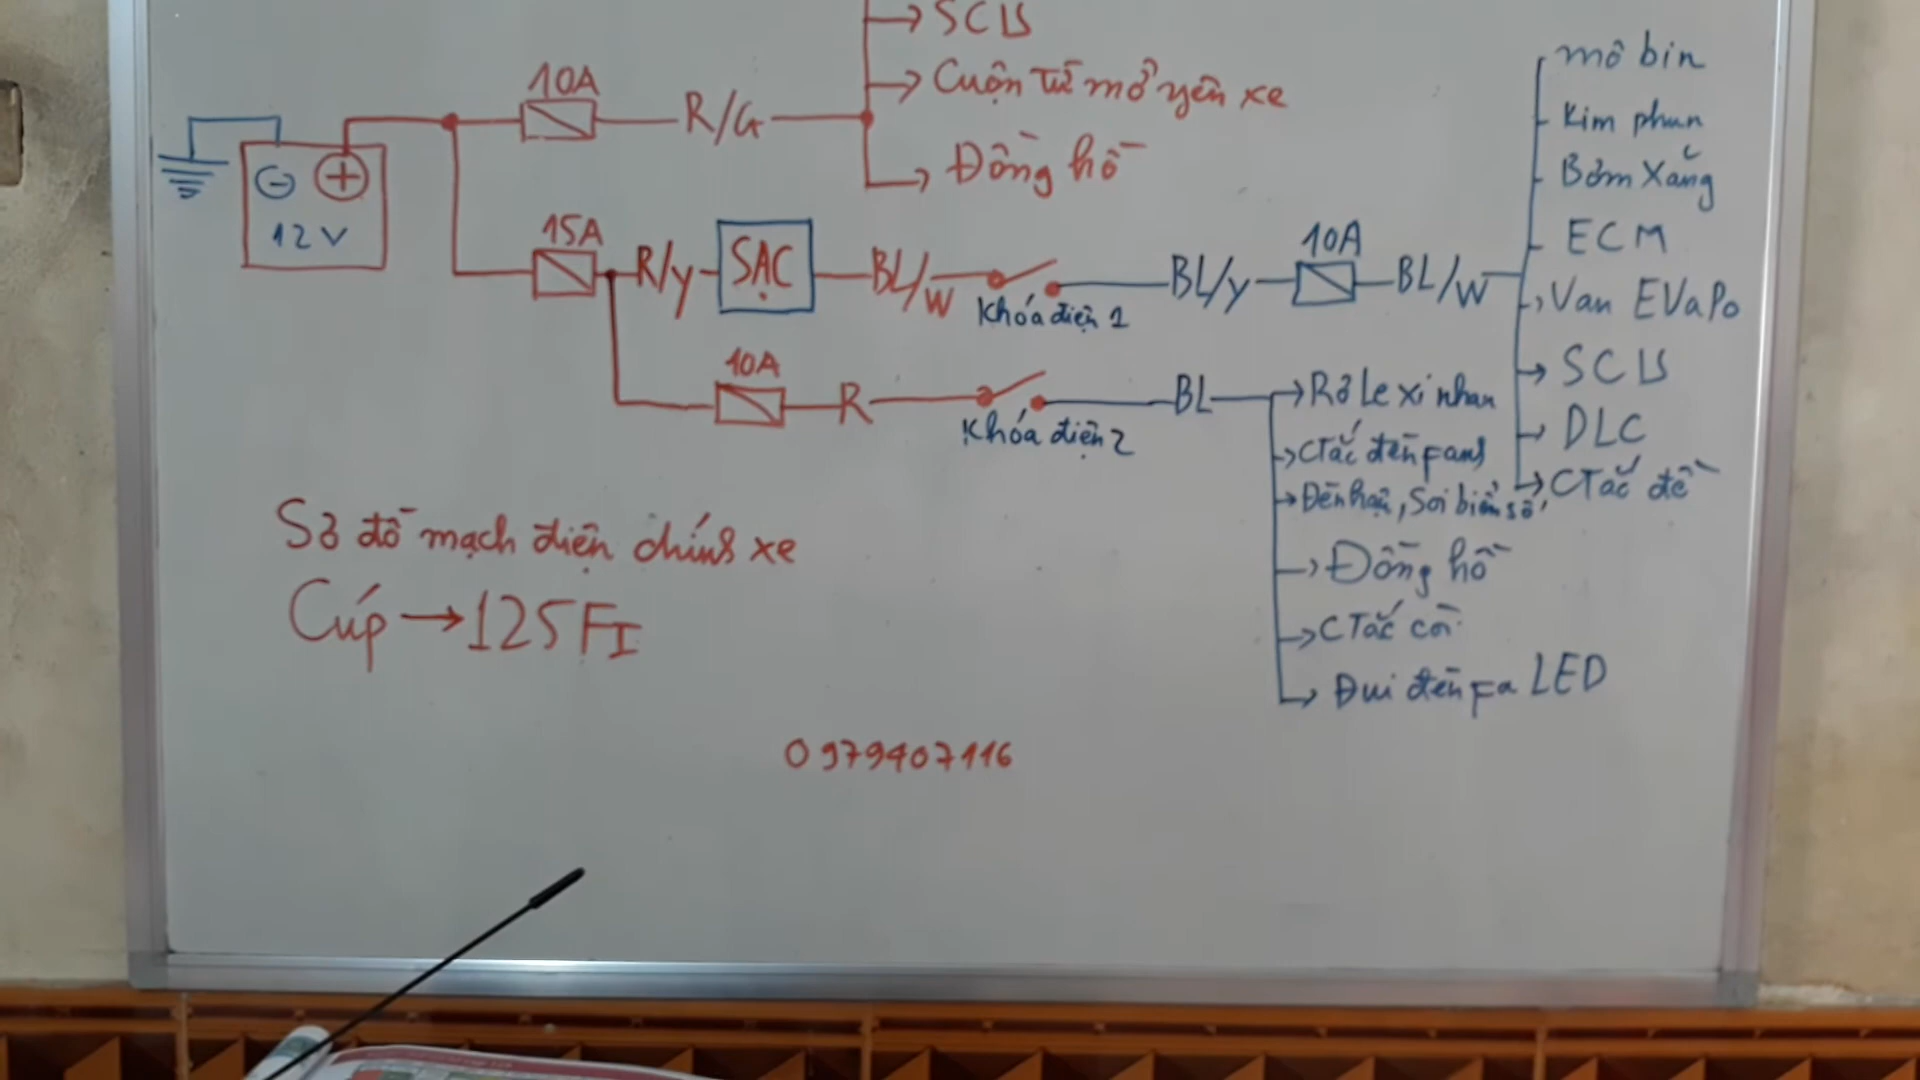 SCU
Cuộn từ mở yên xe
Đồng hồ
10A
R/G
12V
15A
R/y
SẠC
BL/W
Khóa điện 1
BL/y
10A
BL/W
mô bin
Kim phun
Bơm Xăng
ECM
Van EVaPo
SCU
DLC
CTắc đề
10A
R
Khóa điện 2
BL
Rơ Le xi nhan
CTắc đèn
Đèn hậu, Soi biển số
Đồng hồ
CTắc còi
Đui đèn Fa LED
Sơ đồ mạch điện chính xe
Cúp → 125 FI
0979407116